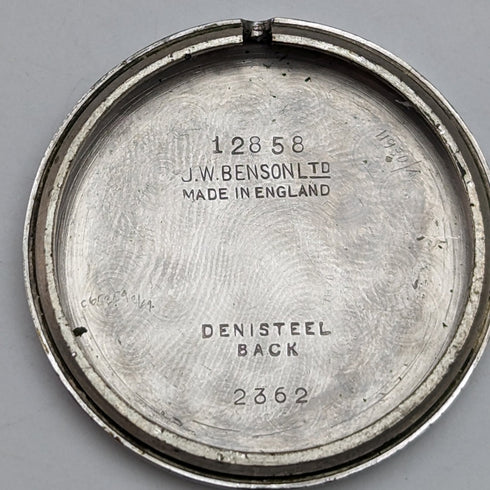 12858
J.W.BENSON LTD
MADE IN ENGLAND
DENISTEEL
BACK
2362